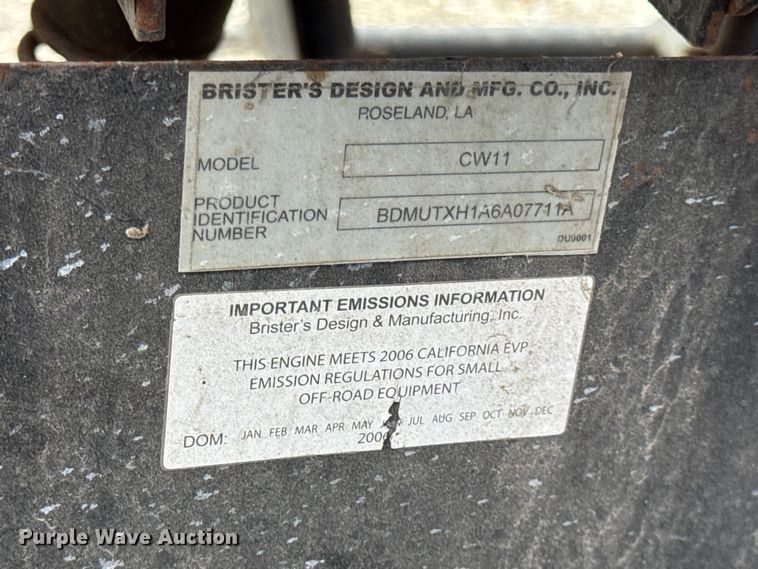 BRISTER'S DESIGN AND MFG. CO., INC.
ROSELAND, LA
MODEL CW11
PRODUCT
IDENTIFICATION BDMUTXH1A6A07711A
NUMBER
DU9001
IMPORTANT EMISSIONS INFORMATION
Brister's Design & Manufacturing, Inc.
THIS ENGINE MEETS 2006 CALIFORNIA EVP
EMISSION REGULATIONS FOR SMALL
OFF-ROAD EQUIPMENT
DOM: JAN FEB MAR APR MAY JUL AUG SEP OCT NOV DEC
2006
Purple Wave Auction